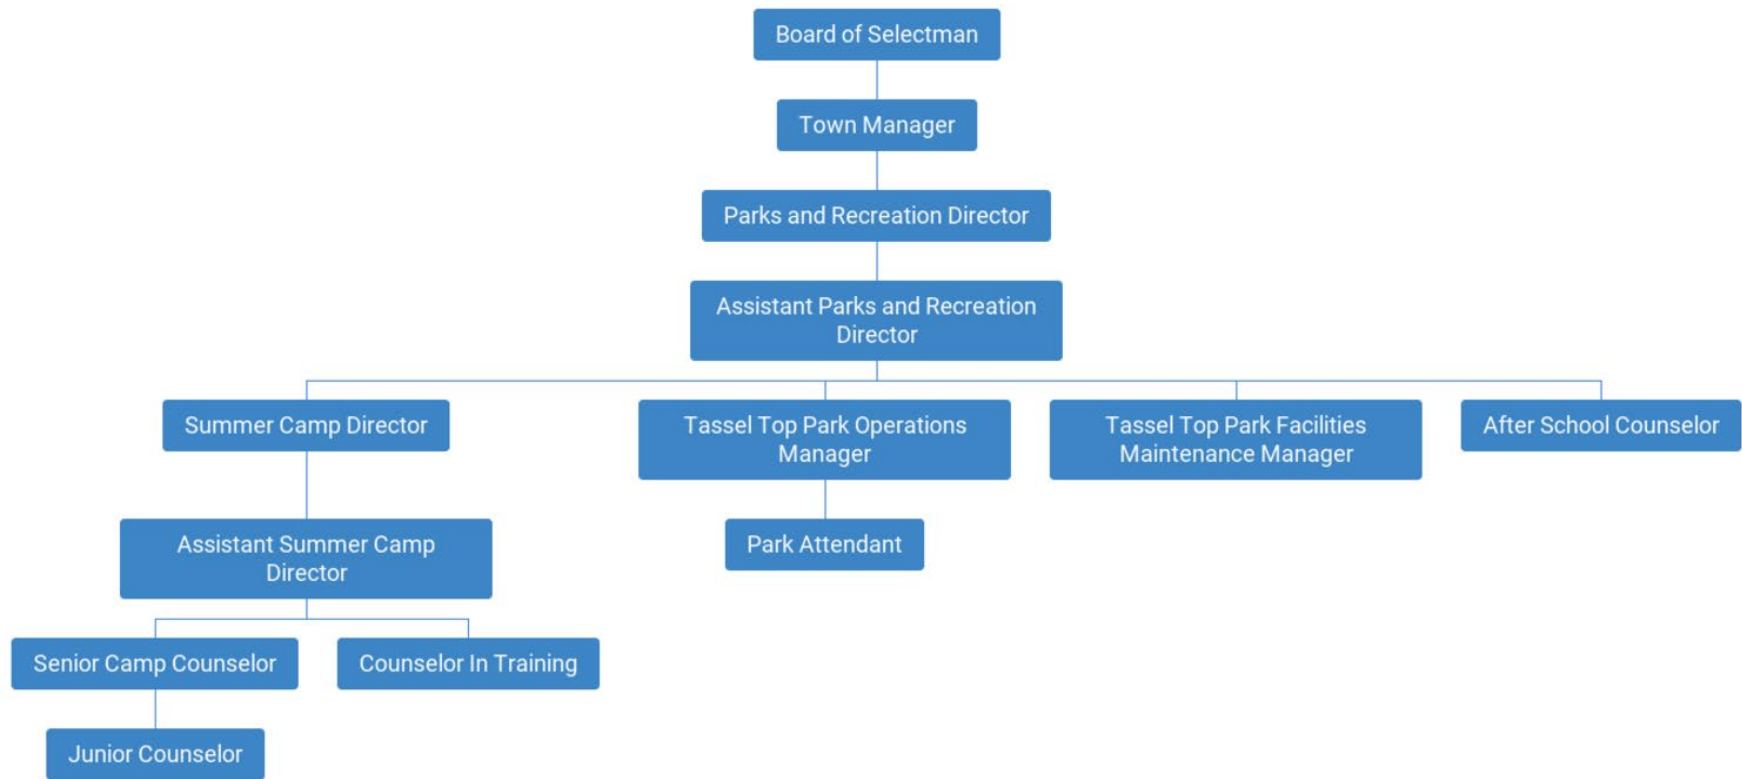 Board of Selectman
Town Manager
Parks and Recreation Director
Assistant Parks and Recreation
Director
Summer Camp Director
Tassel Top Park Operations
Manager
Tassel Top Park Facilities
Maintenance Manager
After School Counselor
Assistant Summer Camp
Director
Park Attendant
Senior Camp Counselor
Counselor In Training
Junior Counselor